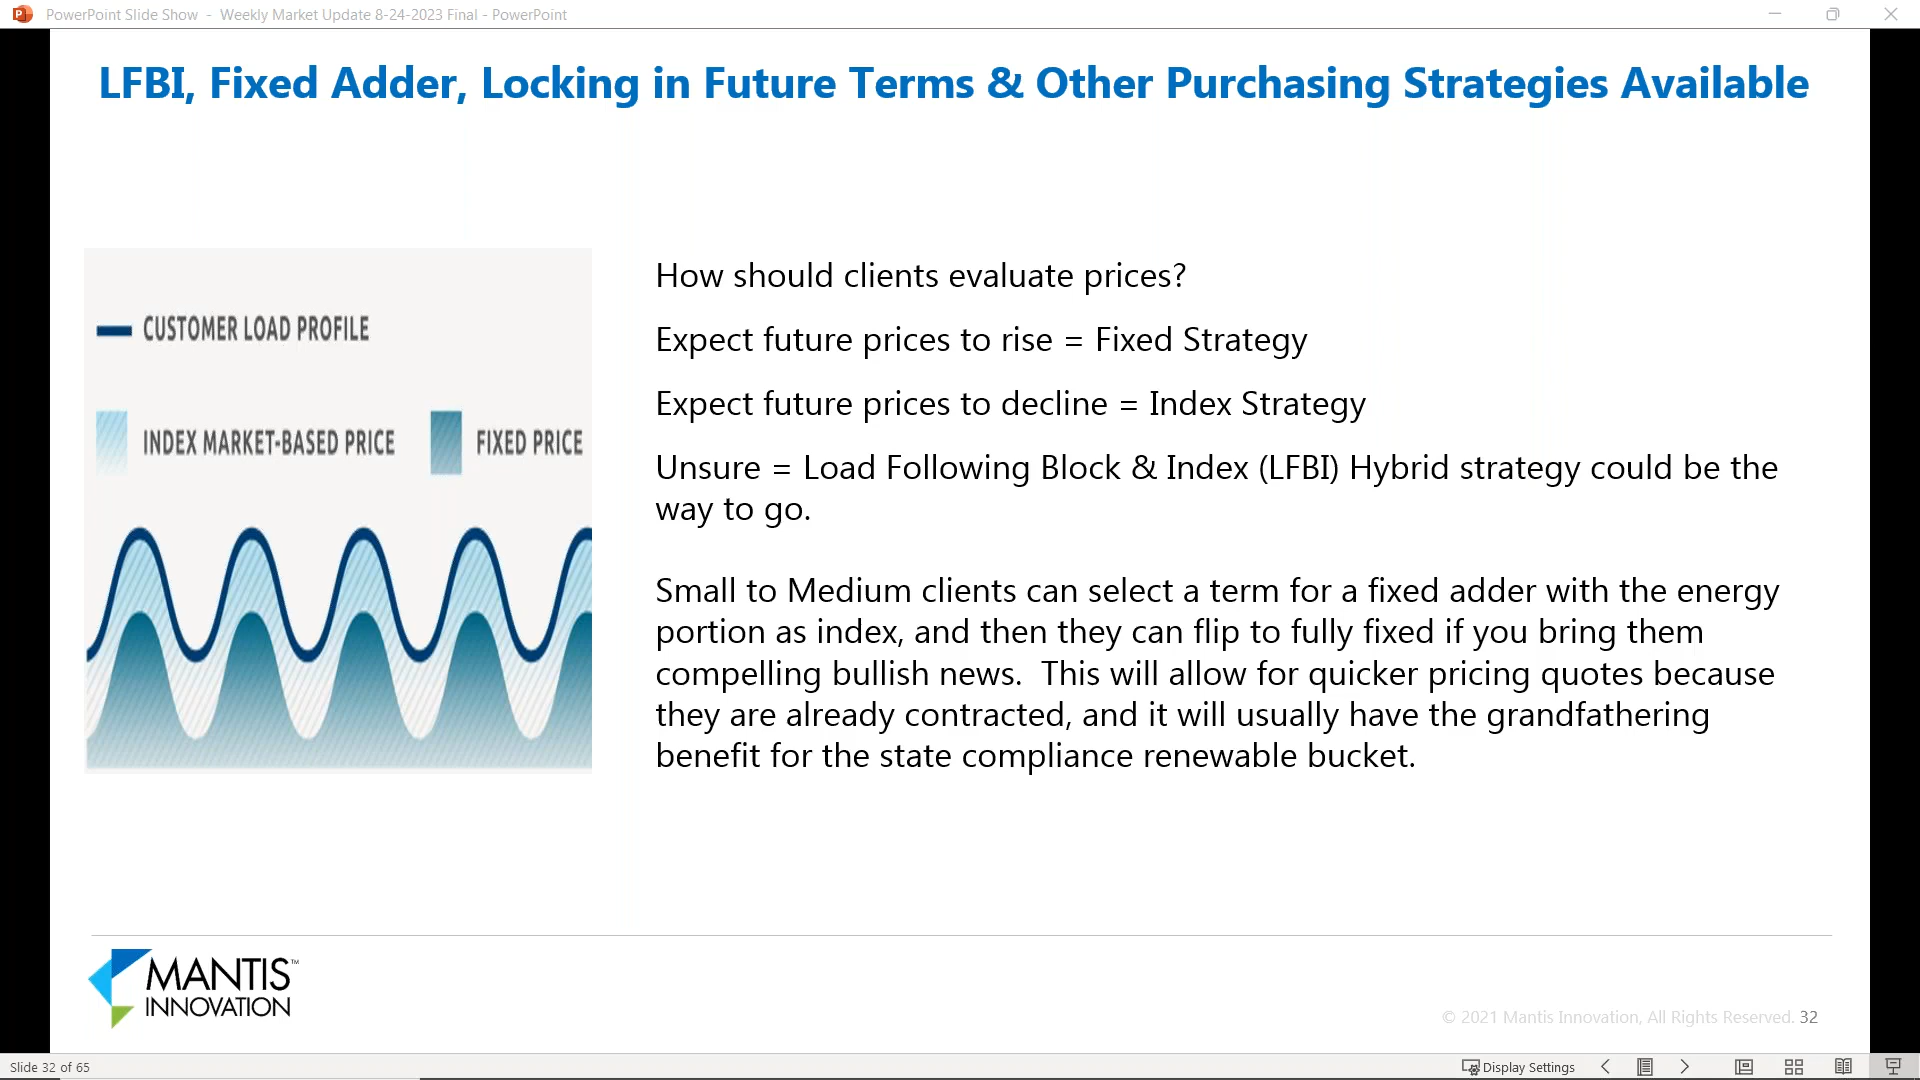 PowerPoint Slide Show - Weekly Market Update 8-24-2023 Final - PowerPoint
LFBI, Fixed Adder, Locking in Future Terms & Other Purchasing Strategies Available
CUSTOMER LOAD PROFILE
INDEX MARKET-BASED PRICE
FIXED PRICE
How should clients evaluate prices?
Expect future prices to rise = Fixed Strategy
Expect future prices to decline = Index Strategy
Unsure = Load Following Block & Index (LFBI) Hybrid strategy could be the
way to go.
Small to Medium clients can select a term for a fixed adder with the energy
portion as index, and then they can flip to fully fixed if you bring them
compelling bullish news.  This will allow for quicker pricing quotes because
they are already contracted, and it will usually have the grandfathering
benefit for the state compliance renewable bucket.
MANTIS™
INNOVATION
© 2021 Mantis Innovation, All Rights Reserved. 32
Slide 32 of 65
Display Settings